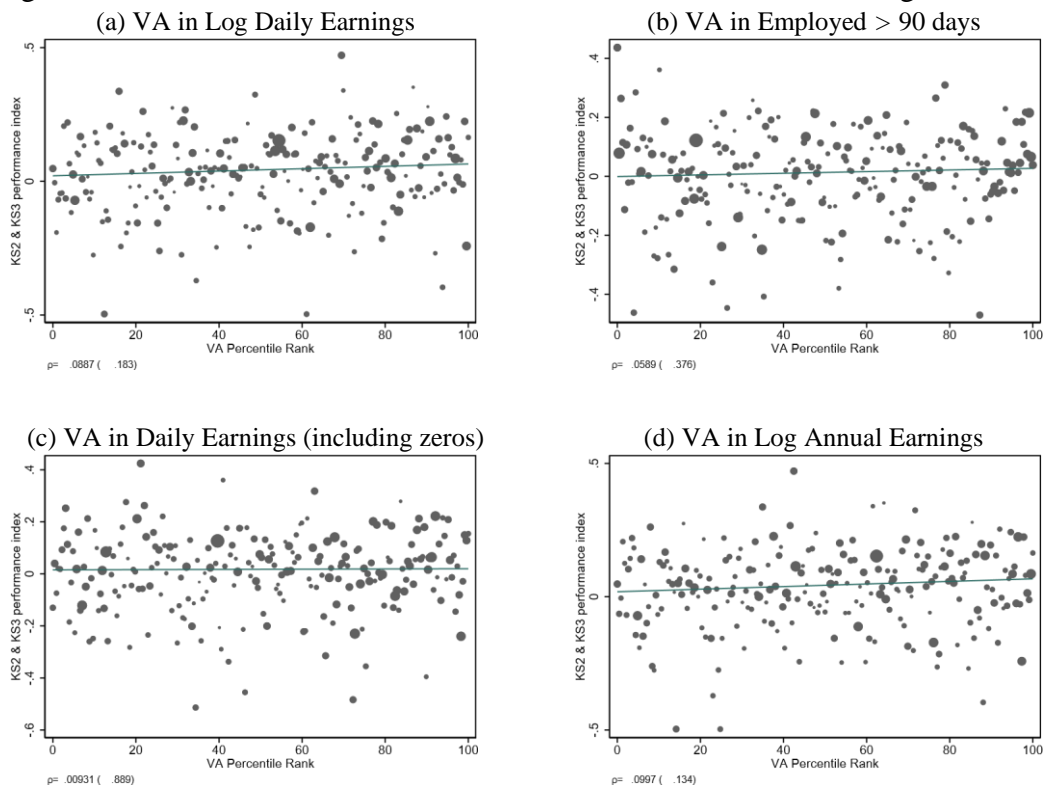 (a) VA in Log Daily Earnings
(b) VA in Employed > 90 days
KS2 & KS3 performance index
.5
0
-.5
0 20 40 60 80 100
VA Percentile Rank
ρ= .0887 ( .183)
KS2 & KS3 performance index
.4
.2
0
-.2
-.4
0 20 40 60 80 100
VA Percentile Rank
ρ= .0589 ( .376)
(c) VA in Daily Earnings (including zeros)
(d) VA in Log Annual Earnings
KS2 & KS3 performance index
.4
.2
0
-.2
-.4
-.6
0 20 40 60 80 100
VA Percentile Rank
ρ= .00931 ( .889)
KS2 & KS3 performance index
.5
0
-.5
0 20 40 60 80 100
VA Percentile Rank
ρ= .0997 ( .134)